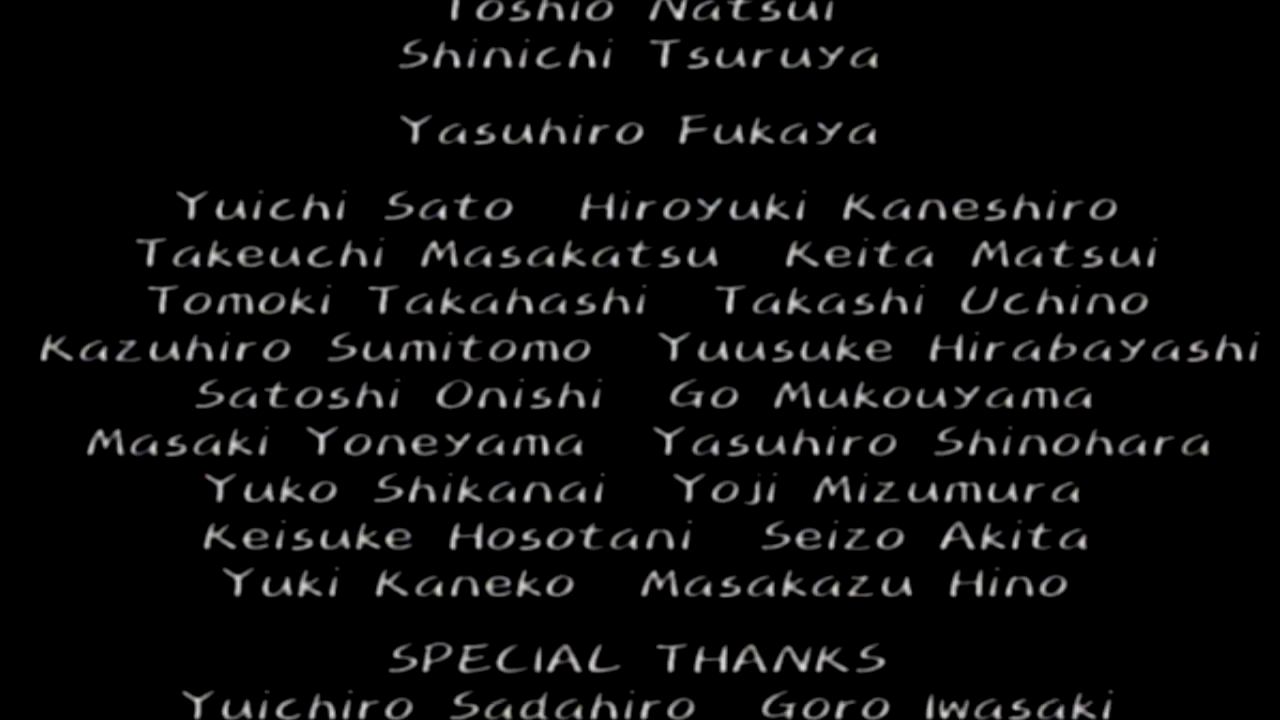 Toshio Natsui
Shinichi Tsuruya
Yasuhiro Fukaya
Yuichi Sato Hiroyuki Kaneshiro
Takeuchi Masakatsu Keita Matsui
Tomoki Takahashi Takashi Uchino
Kazuhiro Sumitomo Yuusuke Hirabayashi
Satoshi Onishi Go Mukouyama
Masaki Yoneyama Yasuhiro Shinohara
Yuko Shikanai Yoji Mizumura
Keisuke Hosotani Seizo Akita
Yuki Kaneko Masakazu Hino
SPECIAL THANKS
Yuichiro Sadahiro Goro Iwasaki